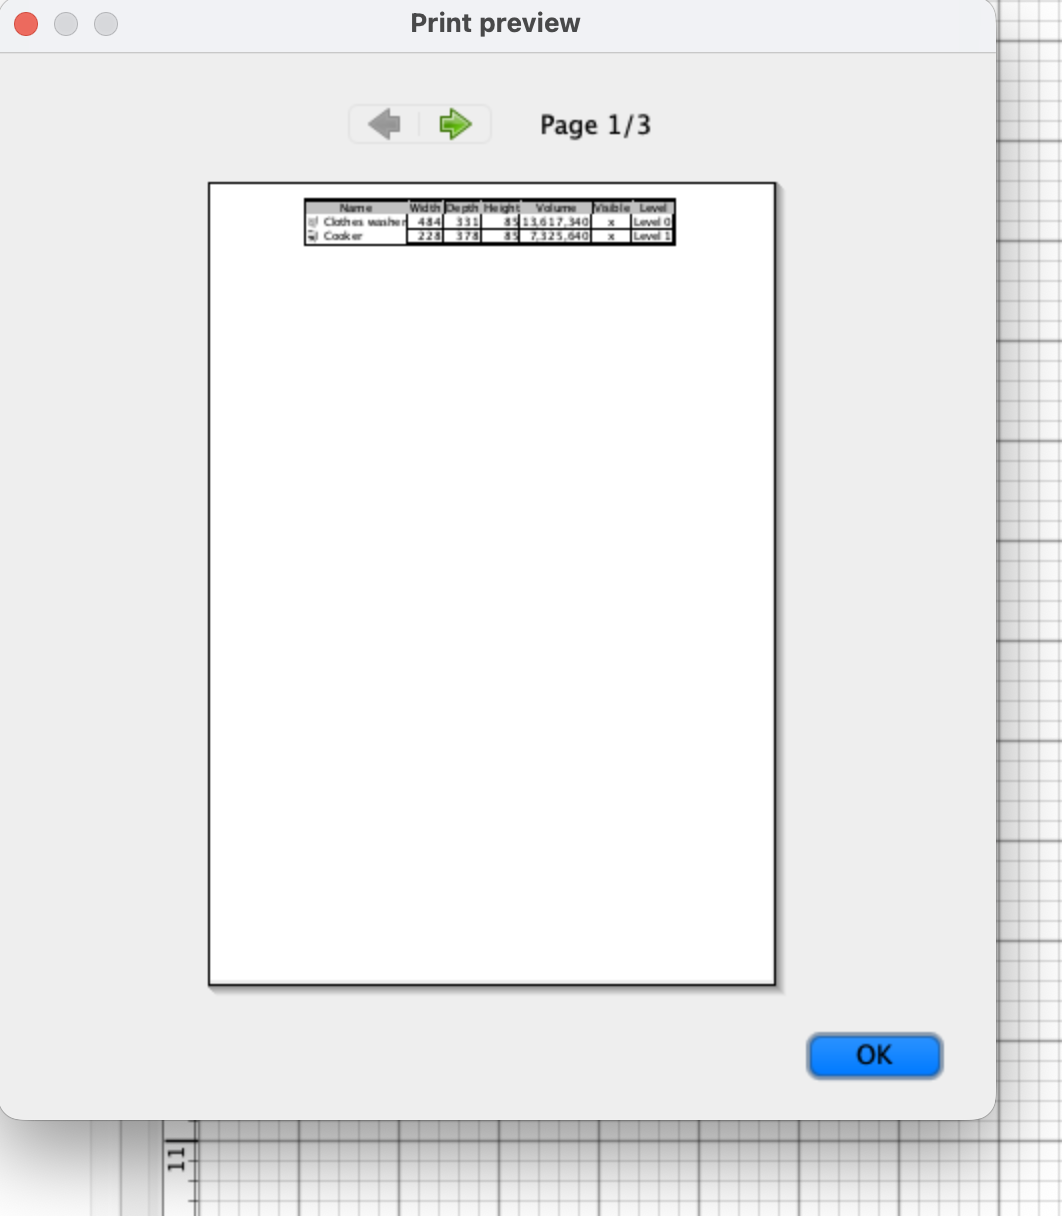 Print preview
Page 1/3
Name Width Depth Height Volume Visible Level
Clothes washer 484 331 85 13,617,340 x Level 0
Cooker 228 378 85 7,325,640 x Level 1
OK
11